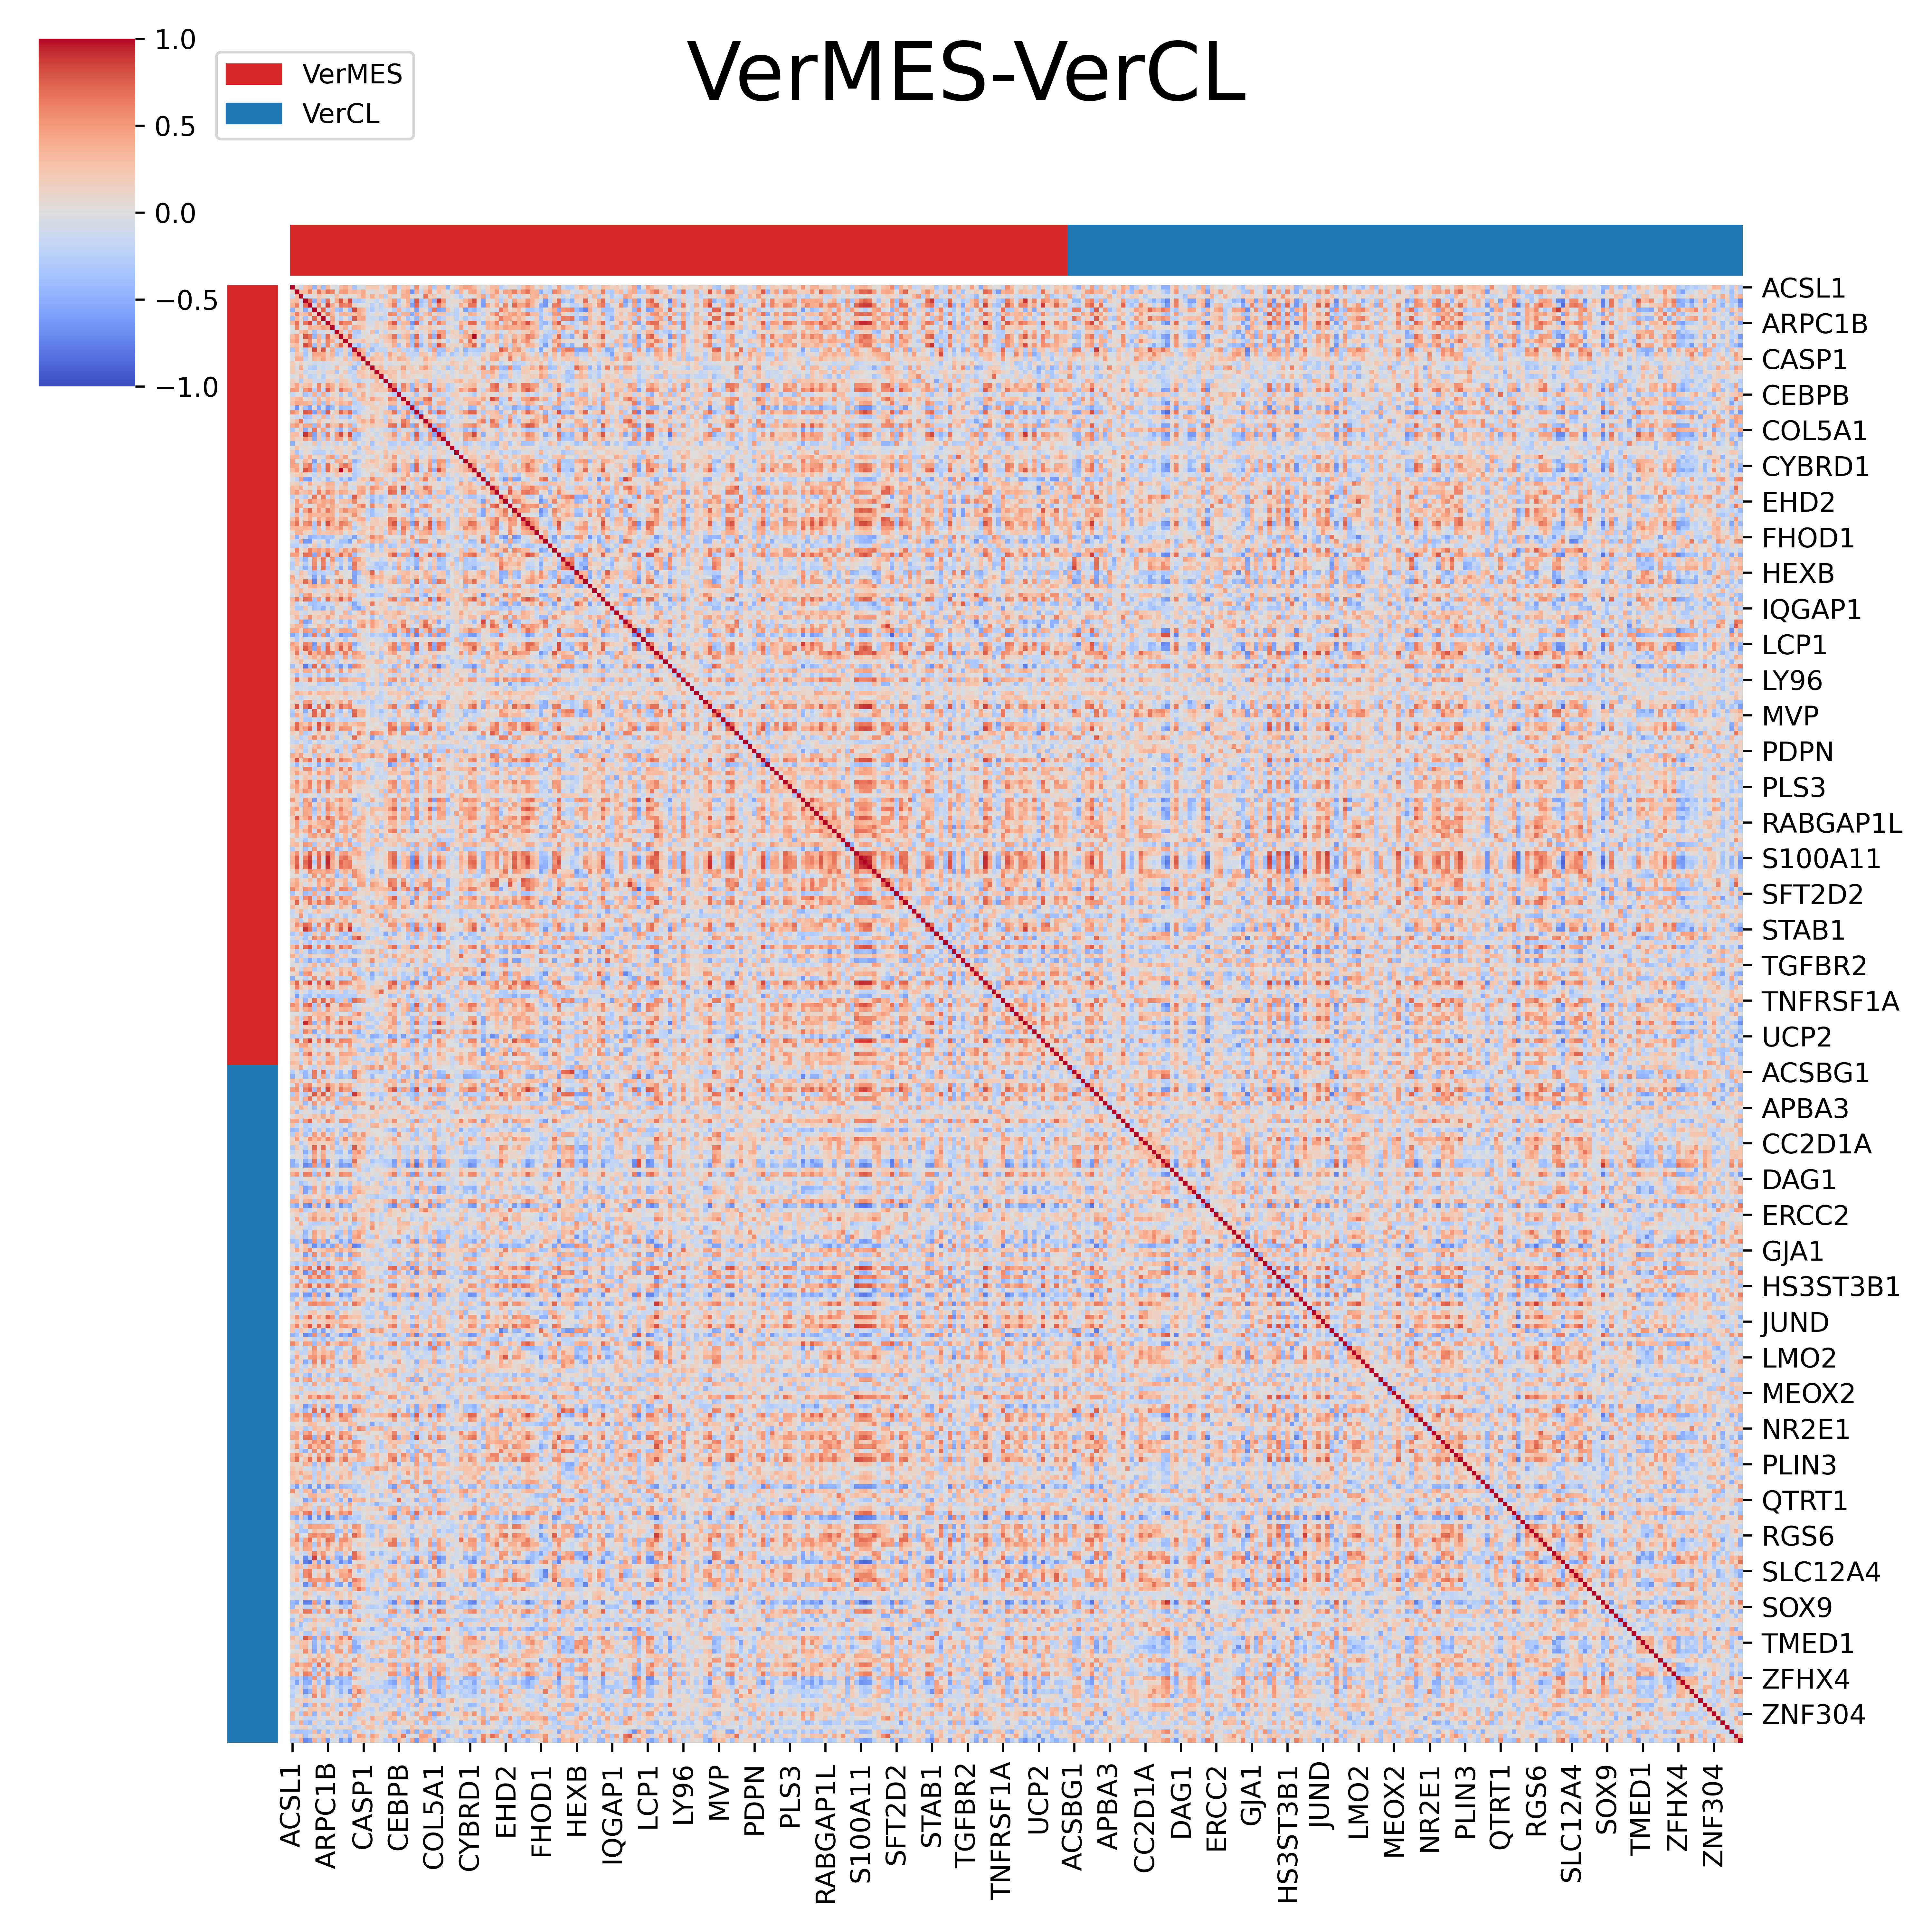 VerMES-VerCL
1.0
0.5
0.0
−0.5
−1.0
VerMES
VerCL
ACSL1
ARPC1B
CASP1
CEBPB
COL5A1
CYBRD1
EHD2
FHOD1
HEXB
IQGAP1
LCP1
LY96
MVP
PDPN
PLS3
RABGAP1L
S100A11
SFT2D2
STAB1
TGFBR2
TNFRSF1A
UCP2
ACSBG1
APBA3
CC2D1A
DAG1
ERCC2
GJA1
HS3ST3B1
JUND
LMO2
MEOX2
NR2E1
PLIN3
QTRT1
RGS6
SLC12A4
SOX9
TMED1
ZFHX4
ZNF304
ACSL1
ARPC1B
CASP1
CEBPB
COL5A1
CYBRD1
EHD2
FHOD1
HEXB
IQGAP1
LCP1
LY96
MVP
PDPN
PLS3
RABGAP1L
S100A11
SFT2D2
STAB1
TGFBR2
TNFRSF1A
UCP2
ACSBG1
APBA3
CC2D1A
DAG1
ERCC2
GJA1
HS3ST3B1
JUND
LMO2
MEOX2
NR2E1
PLIN3
QTRT1
RGS6
SLC12A4
SOX9
TMED1
ZFHX4
ZNF304